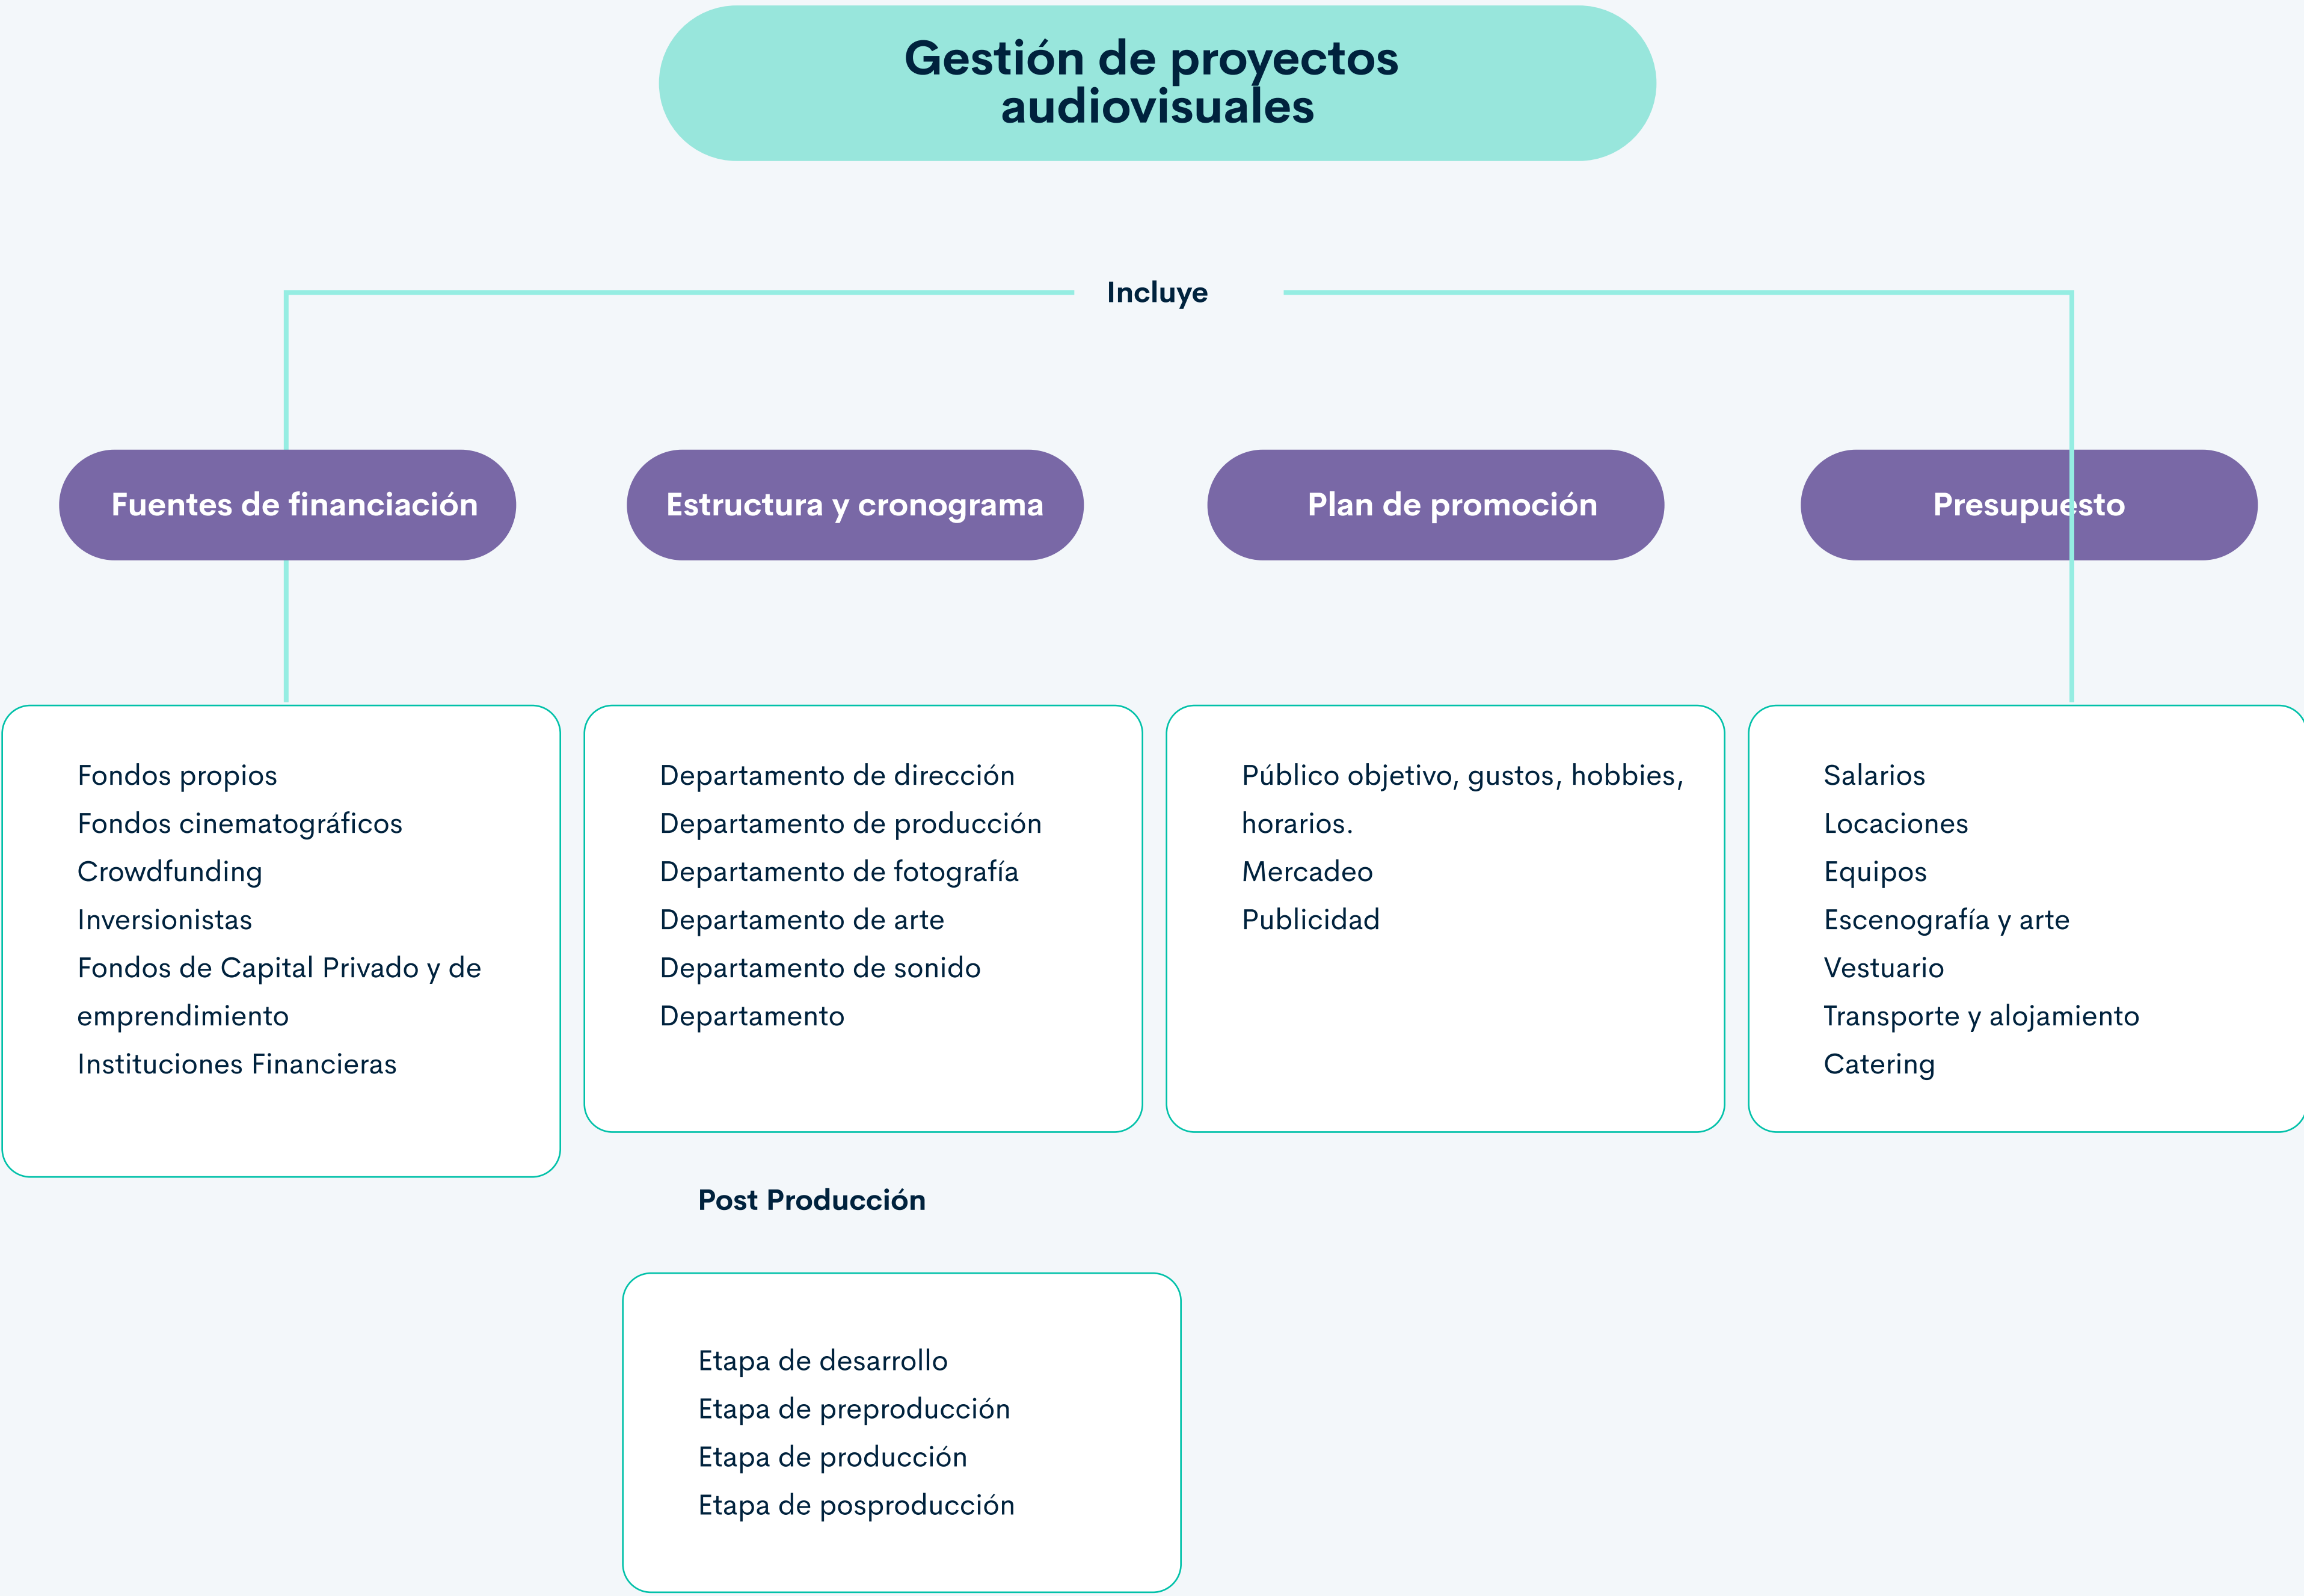 Gestión de proyectos
audiovisuales
Incluye
Fuentes de financiación
Estructura y cronograma
Plan de promoción
Presupuesto
Fondos propios
Fondos cinematográficos
Crowdfunding
Inversionistas
Fondos de Capital Privado y de
emprendimiento
Instituciones Financieras
Departamento de dirección
Departamento de producción
Departamento de fotografía
Departamento de arte
Departamento de sonido
Departamento
Público objetivo, gustos, hobbies,
horarios.
Mercadeo
Publicidad
Salarios
Locaciones
Equipos
Escenografía y arte
Vestuario
Transporte y alojamiento
Catering
Post Producción
Etapa de desarrollo
Etapa de preproducción
Etapa de producción
Etapa de posproducción